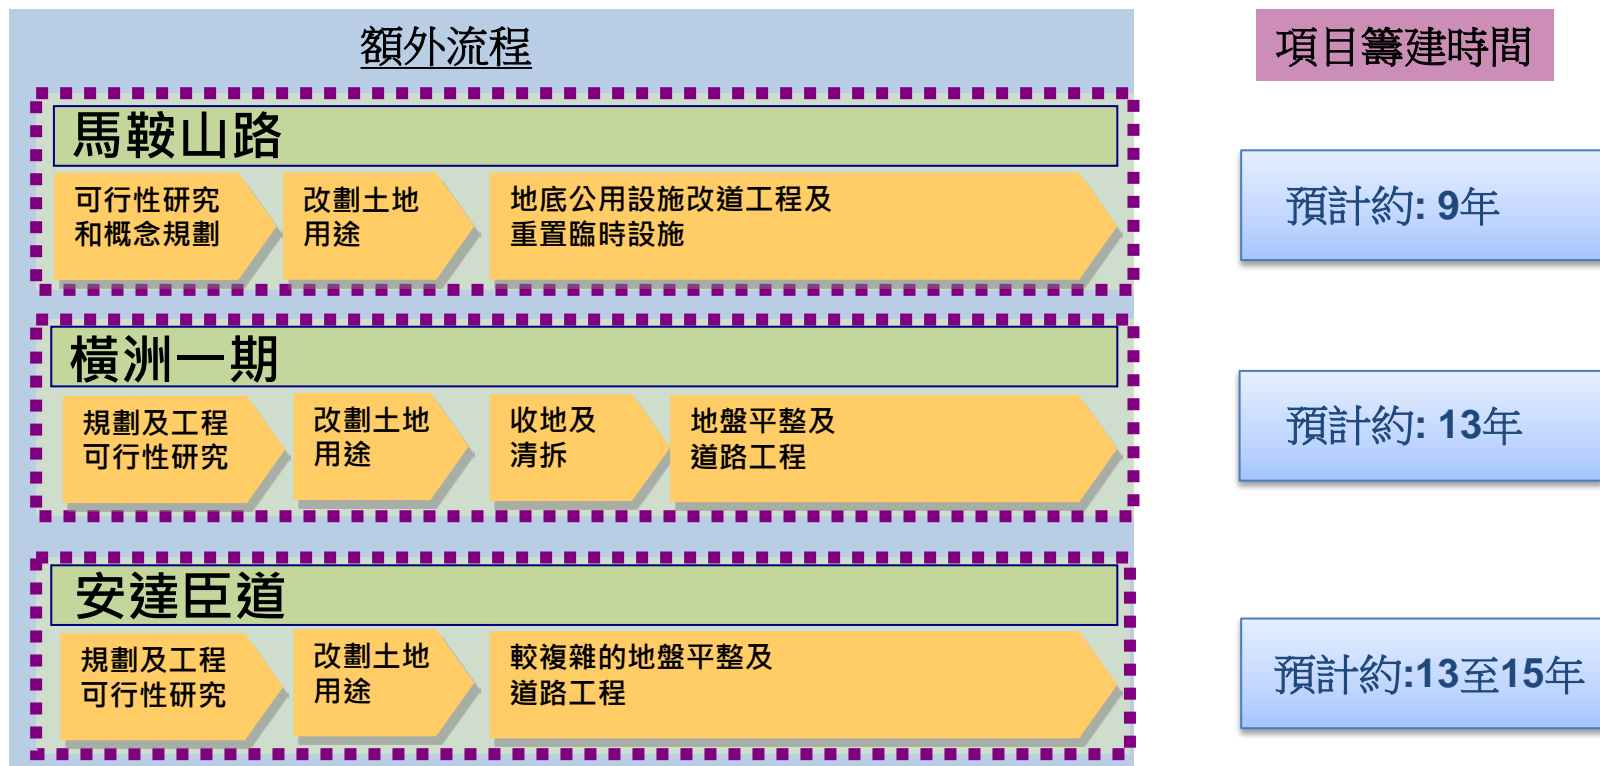 額外流程
項目籌建時間
馬鞍山路
可行性研究
和概念規劃
改劃土地
用途
地底公用設施改道工程及
重置臨時設施
預計約: 9年
橫洲一期
規劃及工程
可行性研究
改劃土地
用途
收地及
清拆
地盤平整及
道路工程
預計約: 13年
安達臣道
規劃及工程
可行性研究
改劃土地
用途
較複雜的地盤平整及
道路工程
預計約:13至15年